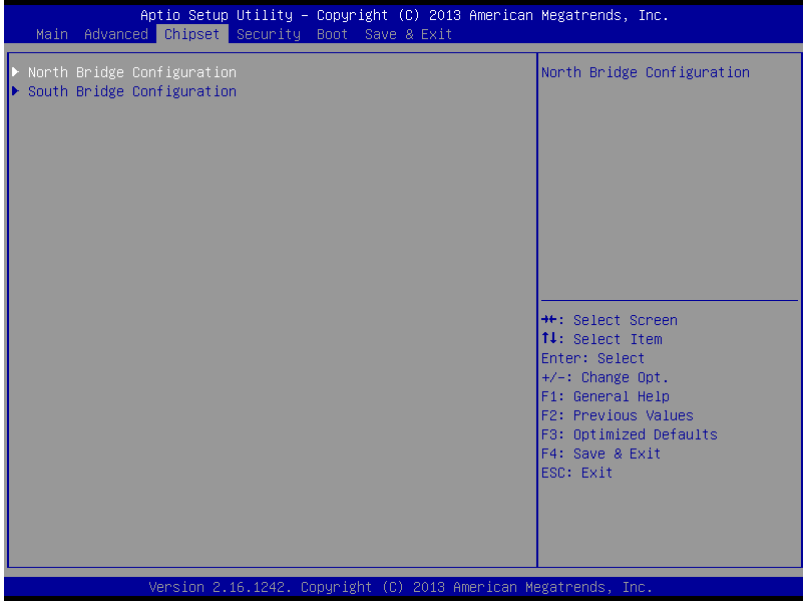 Aptio Setup Utility – Copyright (C) 2013 American Megatrends, Inc.
Main Advanced Chipset Security Boot Save & Exit
▶ North Bridge Configuration
▶ South Bridge Configuration
North Bridge Configuration
→←: Select Screen
↑↓: Select Item
Enter: Select
+/-: Change Opt.
F1: General Help
F2: Previous Values
F3: Optimized Defaults
F4: Save & Exit
ESC: Exit
Version 2.16.1242. Copyright (C) 2013 American Megatrends, Inc.